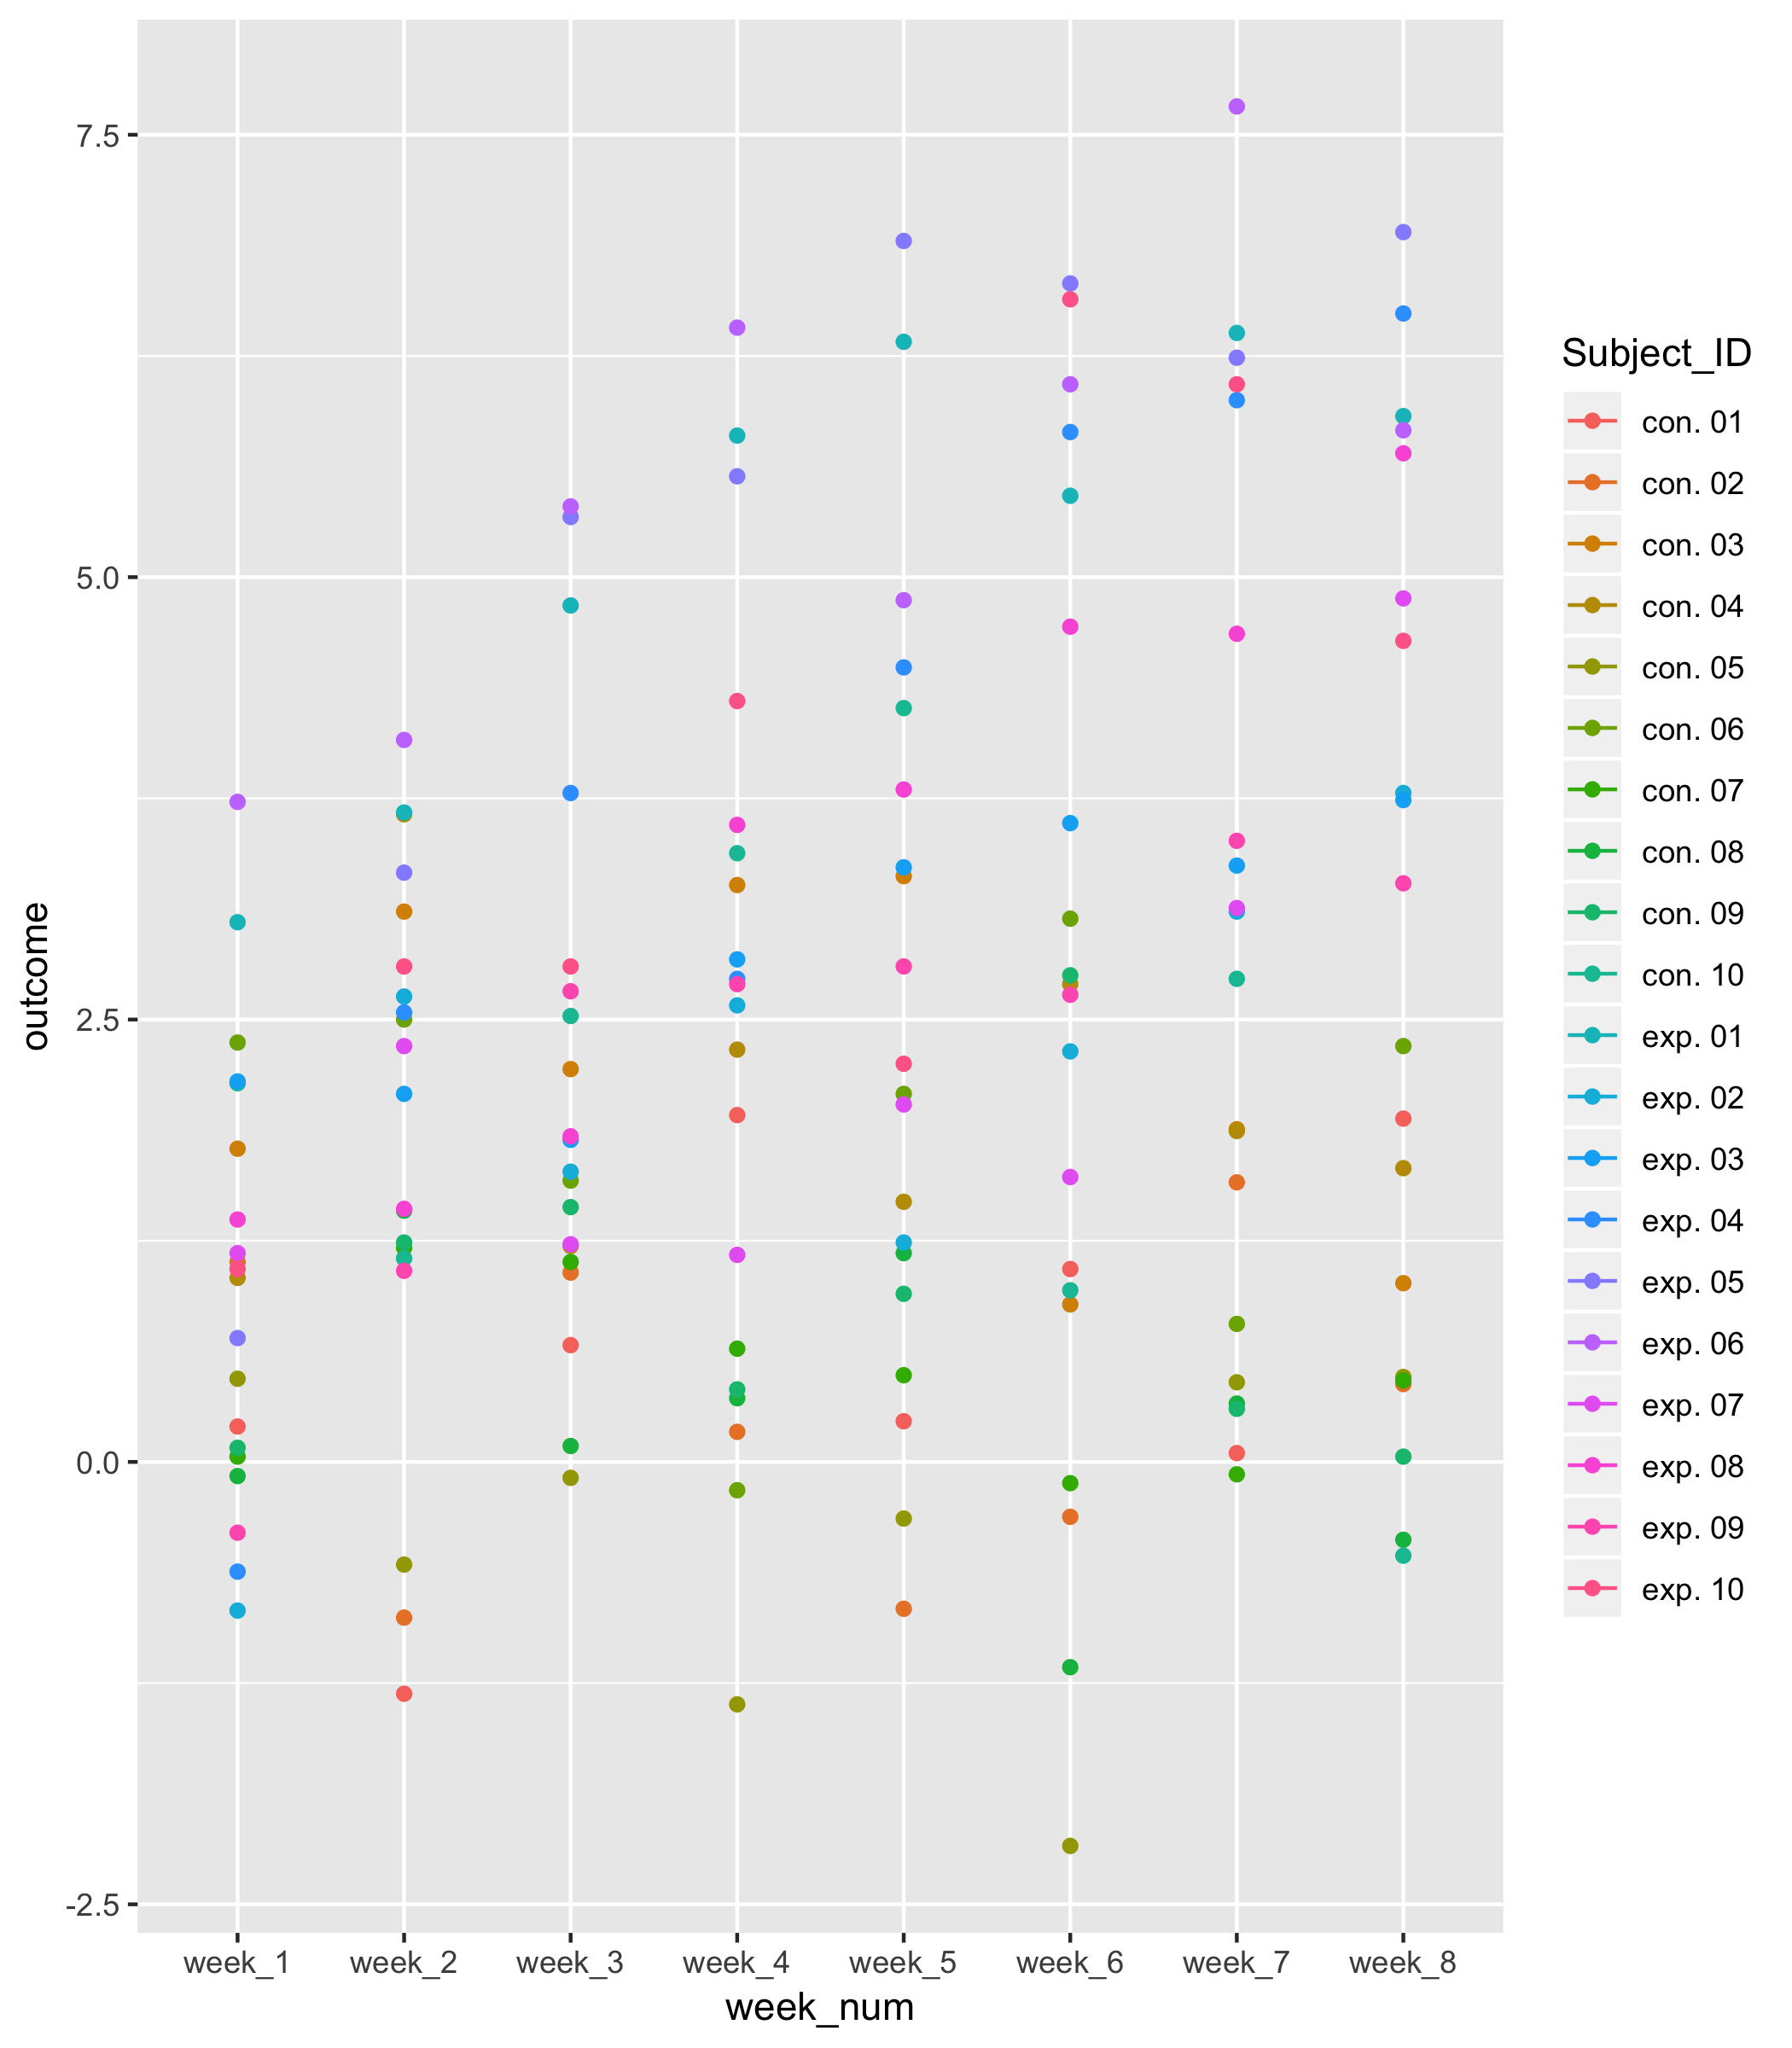 7.5
5.0
2.5
0.0
-2.5
outcome
week_1 week_2 week_3 week_4 week_5 week_6 week_7 week_8
week_num
Subject_ID
con. 01
con. 02
con. 03
con. 04
con. 05
con. 06
con. 07
con. 08
con. 09
con. 10
exp. 01
exp. 02
exp. 03
exp. 04
exp. 05
exp. 06
exp. 07
exp. 08
exp. 09
exp. 10